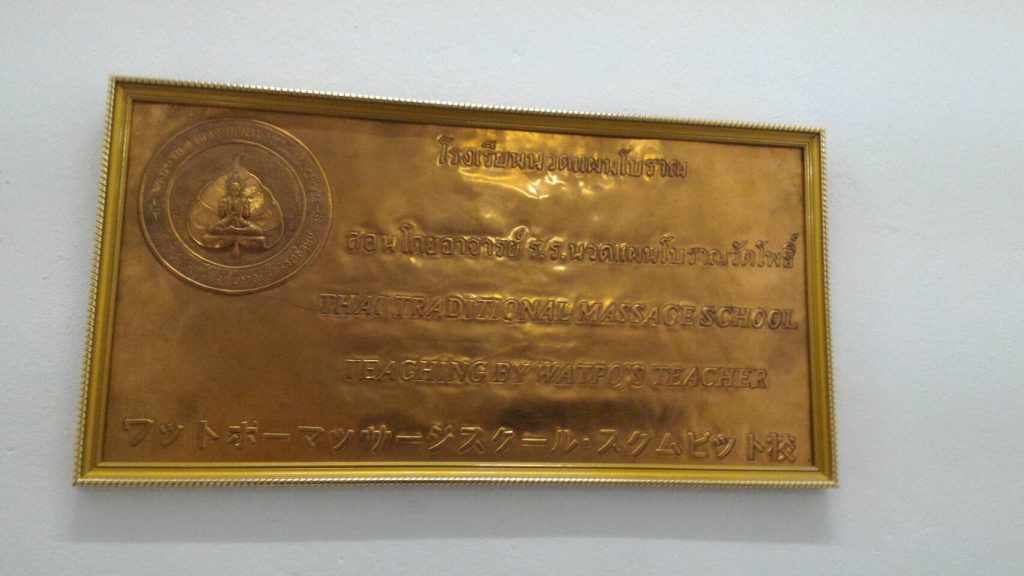 โรงเรียนนวดแผนโบราณ
สอนโดยอาจารย์ ร.ร.นวดแผนโบราณวัดโพธิ์
THAI TRADITIONAL MASSAGE SCHOOL
TEACHING BY WATPO'S TEACHER
ワットポーマッサージスクール・スクムビット校